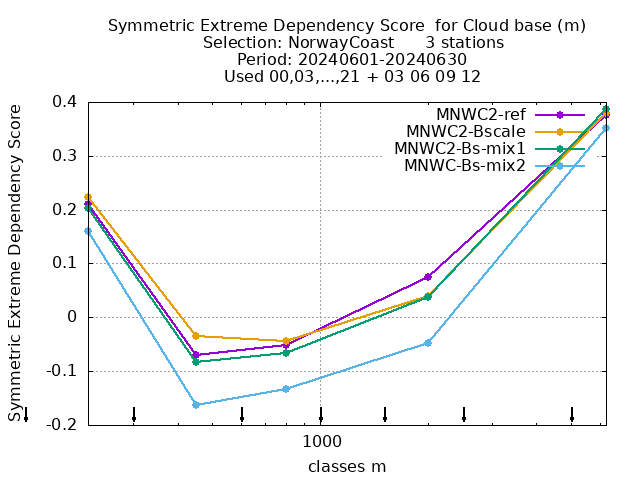 Symmetric Extreme Dependency Score  for Cloud base (m)
Selection: NorwayCoast      3 stations
Period: 20240601-20240630
Used 00,03,...,21 + 03 06 09 12
Symmetric Extreme Dependency Score
0.4
0.3
0.2
0.1
0
-0.1
-0.2
MNWC2-ref
MNWC2-Bscale
MNWC2-Bs-mix1
MNWC-Bs-mix2
1000
classes m